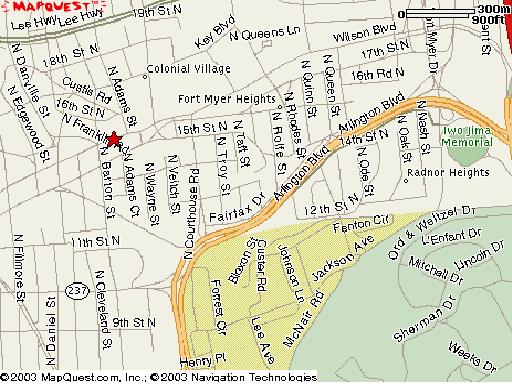 MAPQUEST
300m
900ft
Lee Hwy
Lee Hwy
19th St N
18th St N
Key Blvd
N Queens Ln
Wilson Blvd
17th St N
16th Rd N
N Danville St
N Edgewood St
Custis Rd
16th St N
N Adams St
Colonial Village
Fort Myer Heights
N Quinn St
N Queen St
Fort Myer Dr
Arlington Blvd
Arlington Blvd
N Franklin Rd
15th St N
N Taft St
N Troy St
N Rolfe St
N Rhodes St
14th St N
N Oak St
N Nash St
Iwo Jima
Memorial
N Barton St
N Adams Ct
N Wayne St
N Veitch St
N Courthouse Rd
Fairfax Dr
Arlington Blvd
N Ode St
Radnor Heights
12th St N
11th St N
Fenton Cir
Ord & Weitzel Dr
L'Enfant Dr
Lincoln Dr
Mitchell Dr
Sherman Dr
Weeks Dr
N Fillmore St
237
N Cleveland St
N Daniel St
9th St N
Bloxon St
Custer Rd
Johnson Ln
Jackson Ave
McNair Rd
Forrest Cir
Lee Ave
Henry Pl
©2003 MapQuest.com, Inc.; ©2003 Navigation Technologies